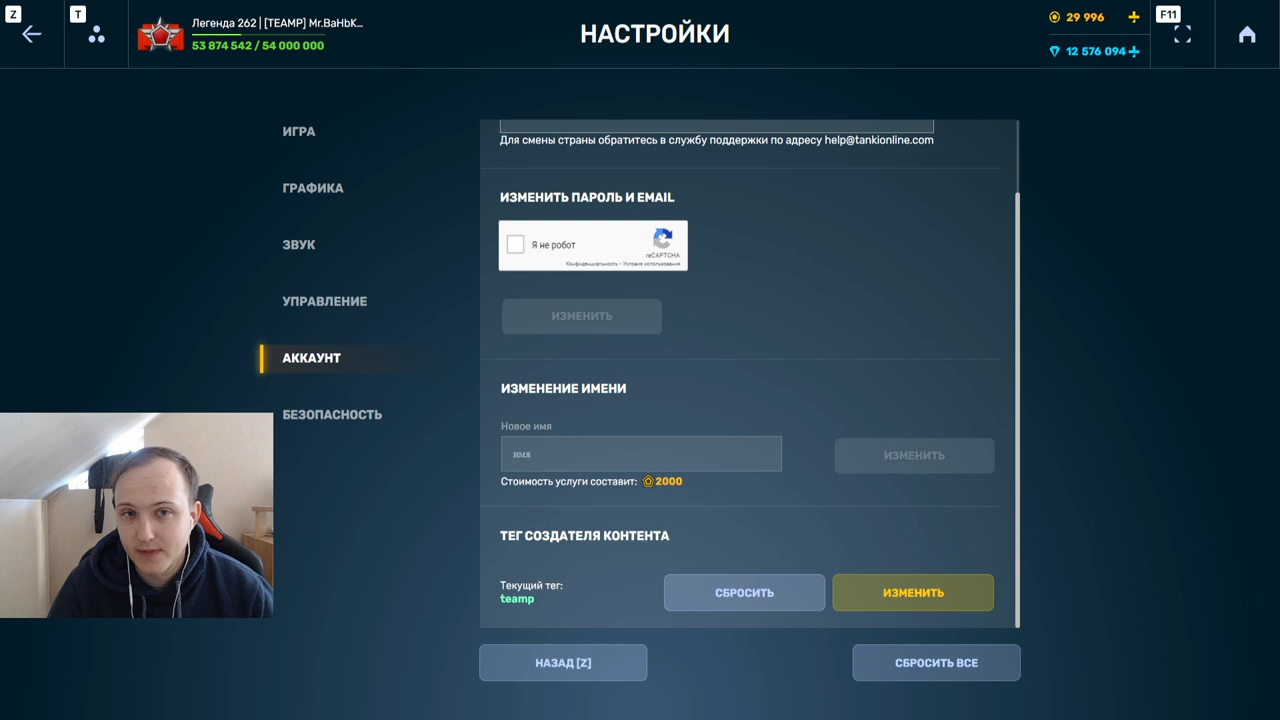 Z
T
Легенда 262 | [TEAMP] Mr.BaHbK...
53 874 542 / 54 000 000
НАСТРОЙКИ
29 996
12 576 094
F11
ИГРА
ГРАФИКА
ЗВУК
УПРАВЛЕНИЕ
АККАУНТ
БЕЗОПАСНОСТЬ
Для смены страны обратитесь в службу поддержки по адресу help@tankionline.com
ИЗМЕНИТЬ ПАРОЛЬ И EMAIL
Я не робот
reCAPTCHA
Конфиденциальность - Условия использования
ИЗМЕНИТЬ
ИЗМЕНЕНИЕ ИМЕНИ
Новое имя
имя
ИЗМЕНИТЬ
Стоимость услуги составит: 2000
ТЕГ СОЗДАТЕЛЯ КОНТЕНТА
Текущий тег:
teamp
СБРОСИТЬ
ИЗМЕНИТЬ
НАЗАД [Z]
СБРОСИТЬ ВСЕ